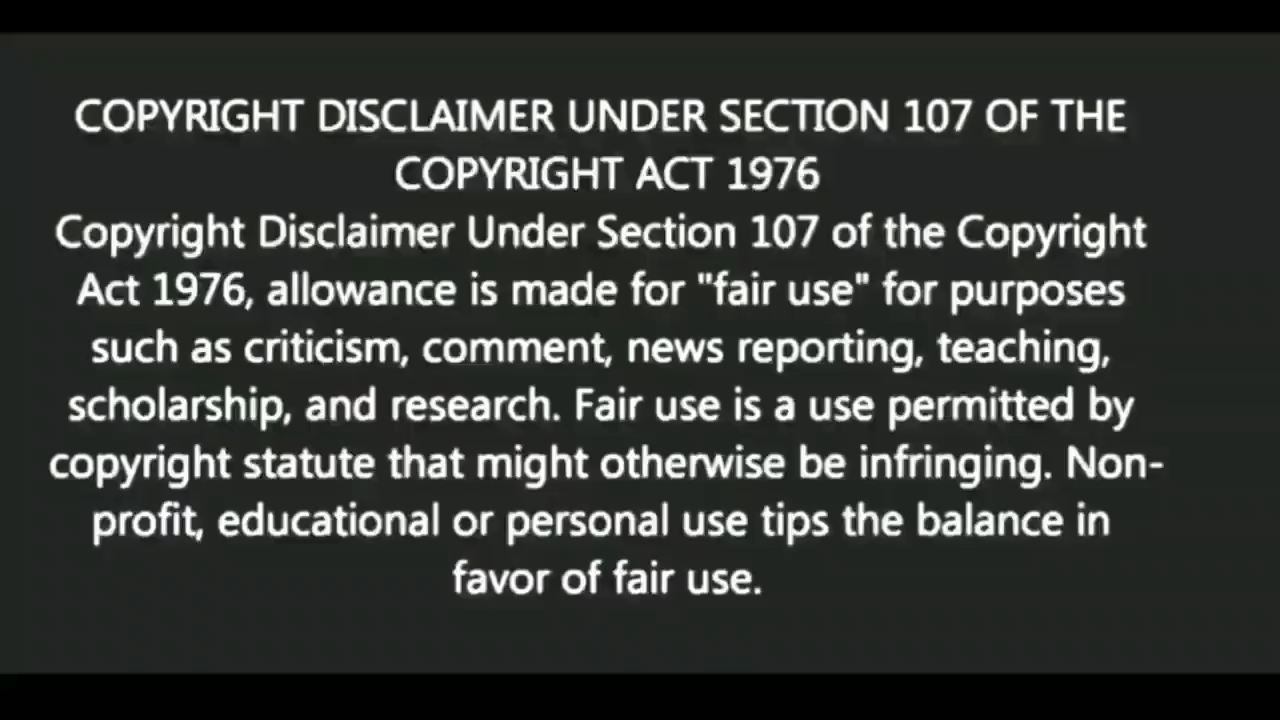 COPYRIGHT DISCLAIMER UNDER SECTION 107 OF THE
COPYRIGHT ACT 1976
Copyright Disclaimer Under Section 107 of the Copyright
Act 1976, allowance is made for "fair use" for purposes
such as criticism, comment, news reporting, teaching,
scholarship, and research. Fair use is a use permitted by
copyright statute that might otherwise be infringing. Non-
profit, educational or personal use tips the balance in
favor of fair use.